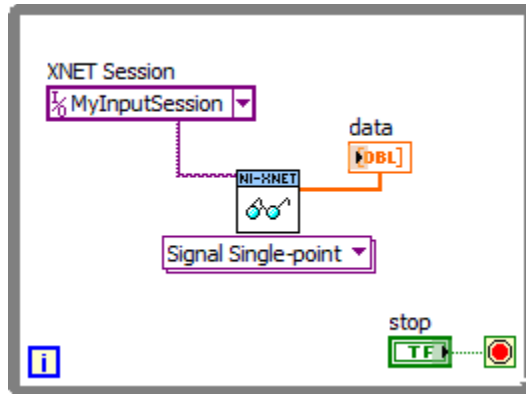 XNET Session
I/O MyInputSession
data
DBL
NI-XNET
Signal Single-point
stop
TF
i